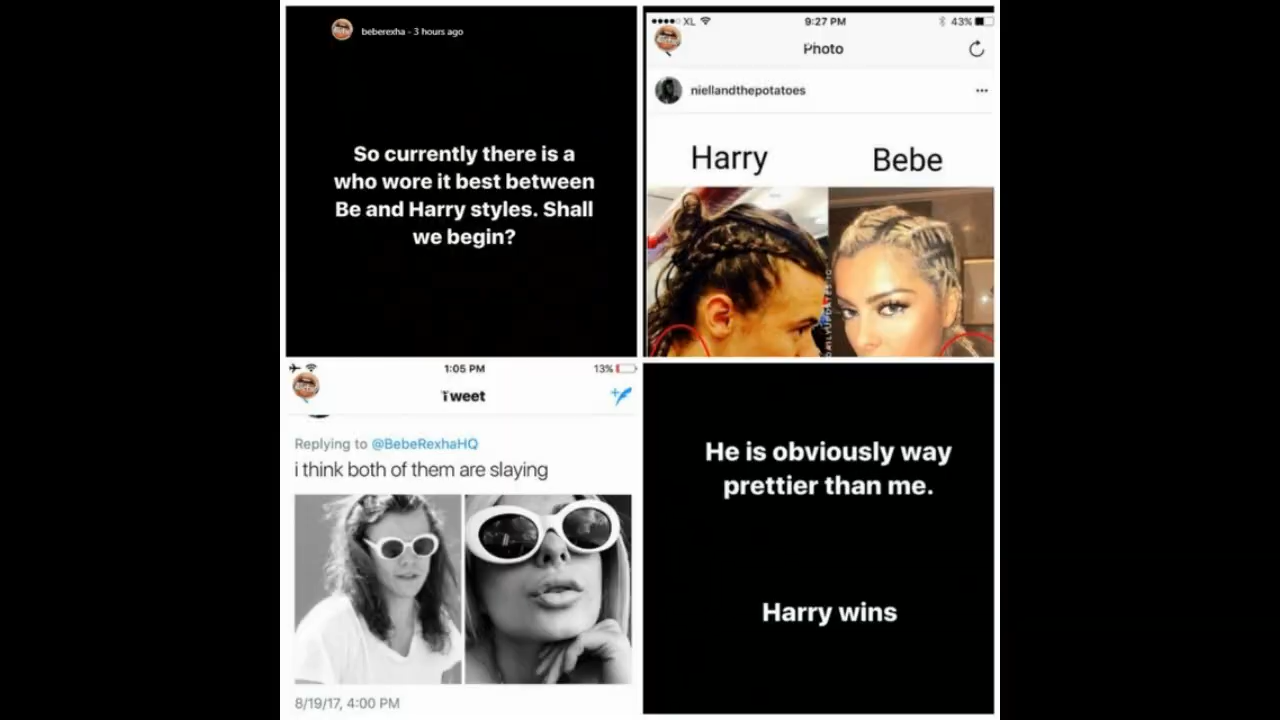 beberexha - 3 hours ago
So currently there is a
who wore it best between
Be and Harry styles. Shall
we begin?
XL 9:27 PM 43%
Photo
niellandthepotatoes
Harry Bebe
1:05 PM 13%
Tweet
Replying to @BebeRexhaHQ
i think both of them are slaying
8/19/17, 4:00 PM
He is obviously way
prettier than me.
Harry wins